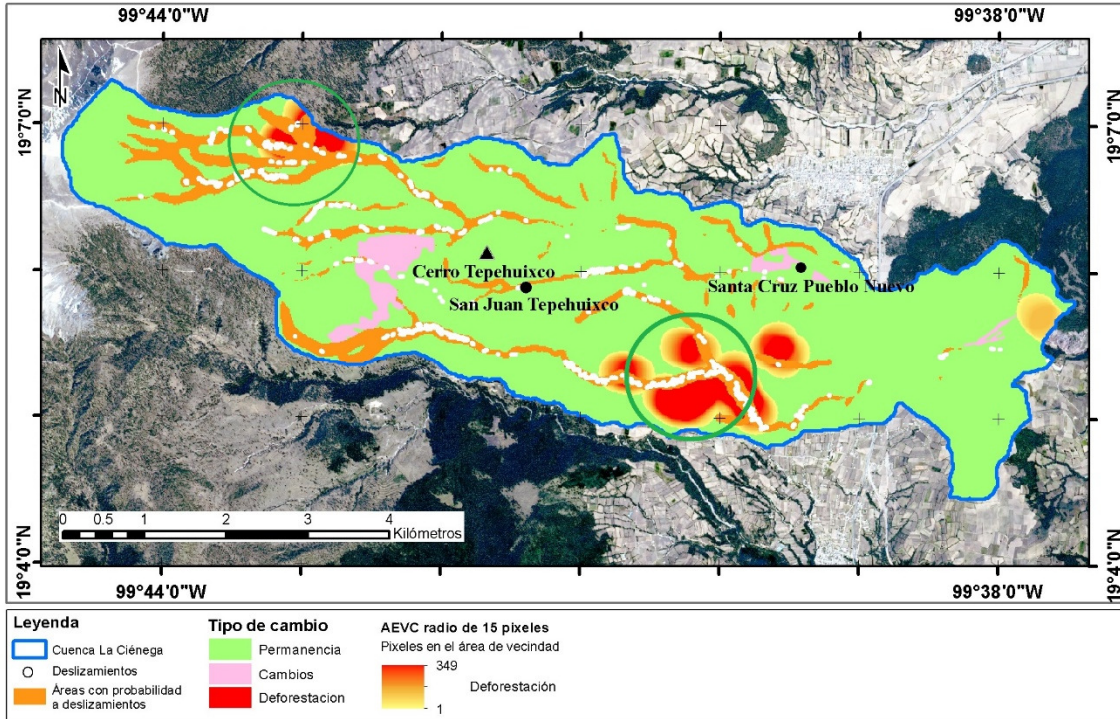 99°44'0"W
99°38'0"W
N
19°7'0"N
19°7'0"N
Cerro Tepehuixco
San Juan Tepehuixco
Santa Cruz Pueblo Nuevo
0 0.5 1 2 3 4
Kilómetros
19°4'0"N
19°4'0"N
99°44'0"W
99°38'0"W
Leyenda
Cuenca La Ciénega
Deslizamientos
Áreas con probabilidad
a deslizamientos
Tipo de cambio
Permanencia
Cambios
Deforestacion
AEVC radio de 15 pixeles
Pixeles en el área de vecindad
349
Deforestación
1